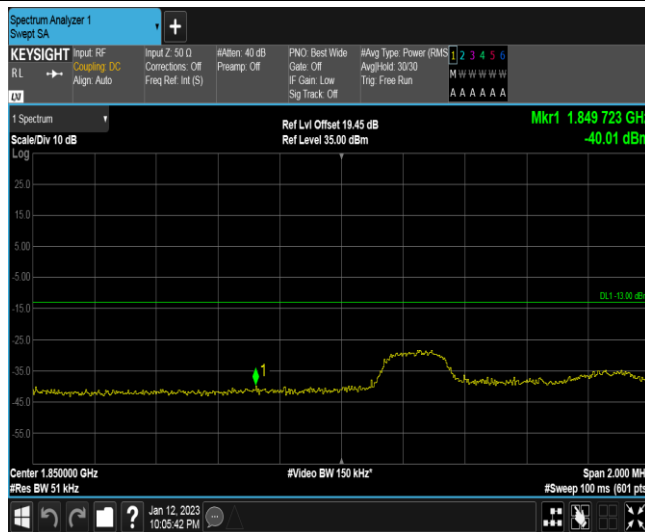 Spectrum Analyzer 1
Swept SA
+
KEYSIGHT
RL
LXI
Input: RF
Coupling: DC
Align: Auto
Input Z: 50 Ω
Corrections: Off
Freq Ref: Int (S)
#Atten: 40 dB
Preamp: Off
PNO: Best Wide
Gate: Off
IF Gain: Low
Sig Track: Off
#Avg Type: Power (RMS
Avg|Hold: 30/30
Trig: Free Run
1 2 3 4 5 6
M W W W W W
A A A A A A
1 Spectrum
Scale/Div 10 dB
Log
Ref Lvl Offset 19.45 dB
Ref Level 35.00 dBm
Mkr1 1.849 723 GHz
-40.01 dBm
25.0
15.0
5.00
-5.00
DL1 -13.00 dBm
-15.0
-25.0
-35.0
1
-45.0
-55.0
Center 1.850000 GHz
#Res BW 51 kHz
#Video BW 150 kHz*
Span 2.000 MH
#Sweep 100 ms (601 pts
?
Jan 12, 2023
10:05:42 PM